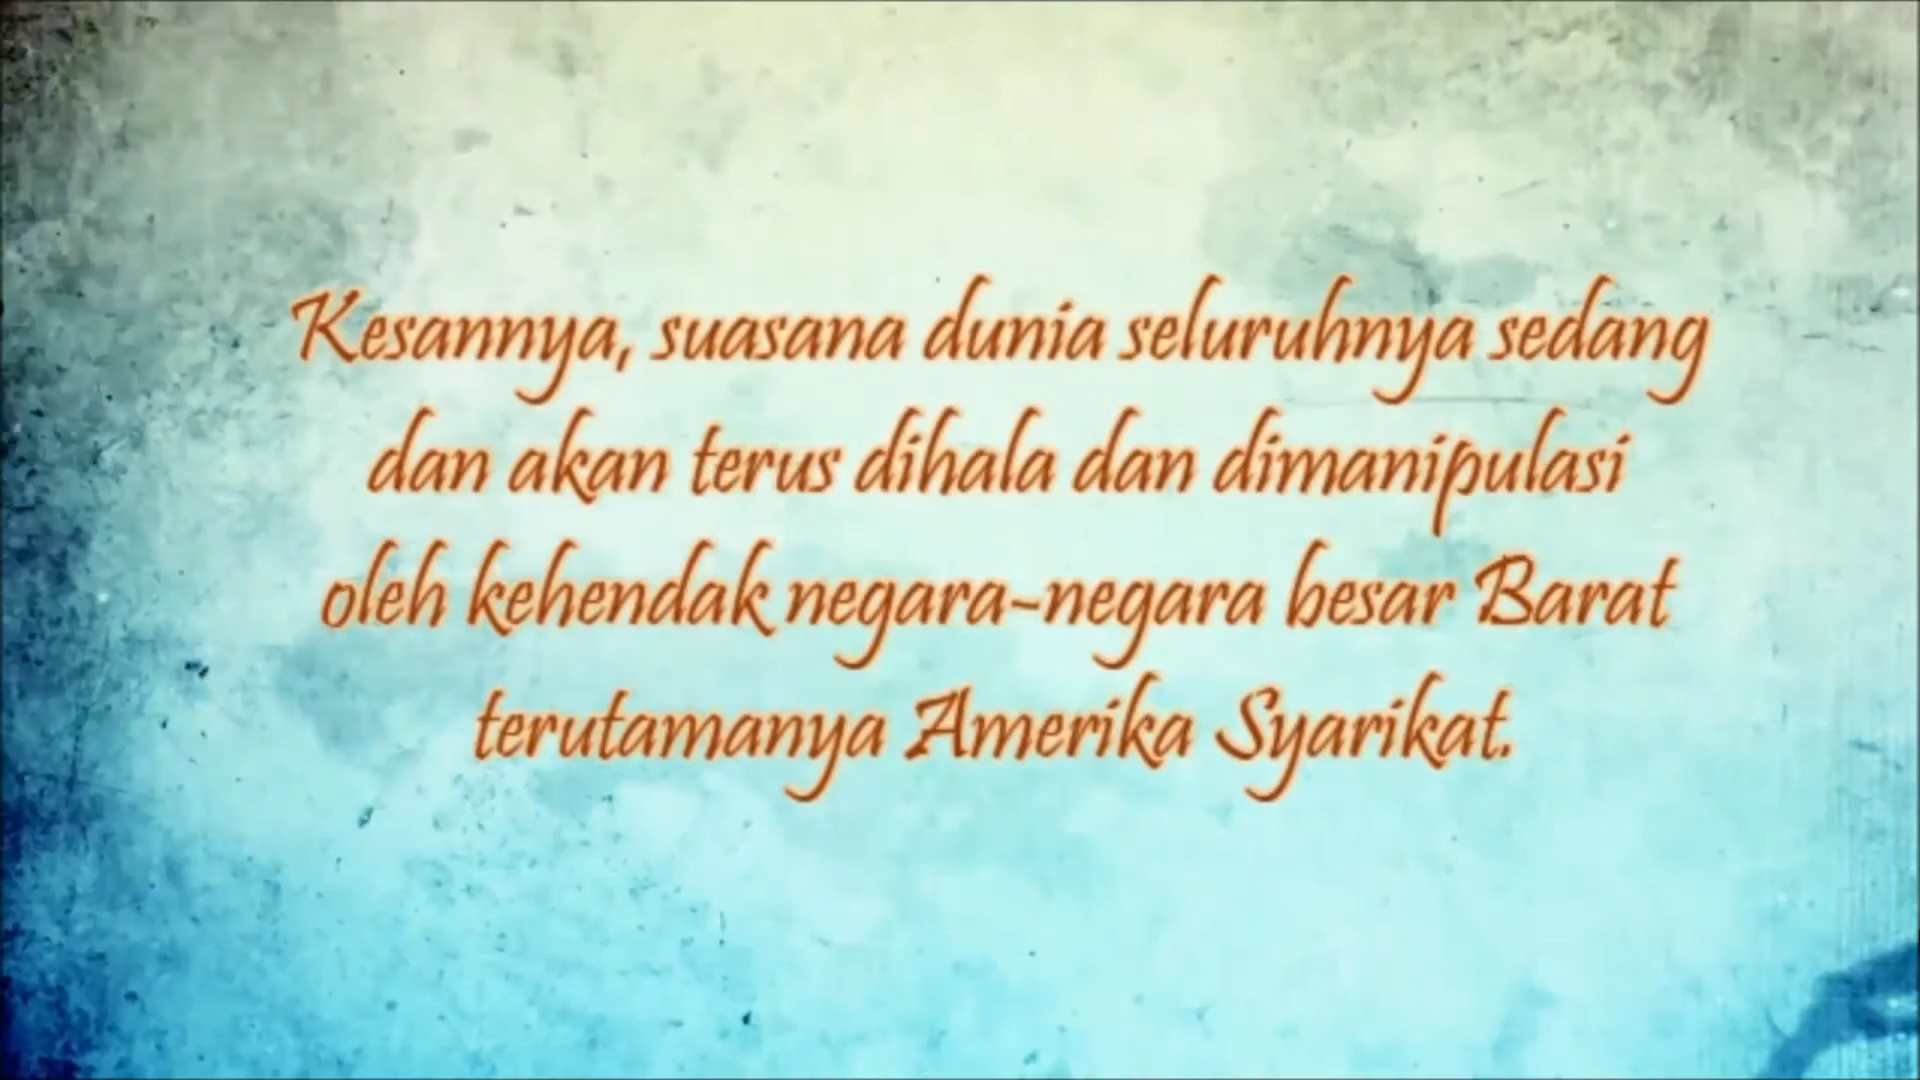 Kesannya, suasana dunia seluruhnya sedang
dan akan terus dihala dan dimanipulasi
oleh kehendak negara-negara besar Barat
terutamanya Amerika Syarikat.